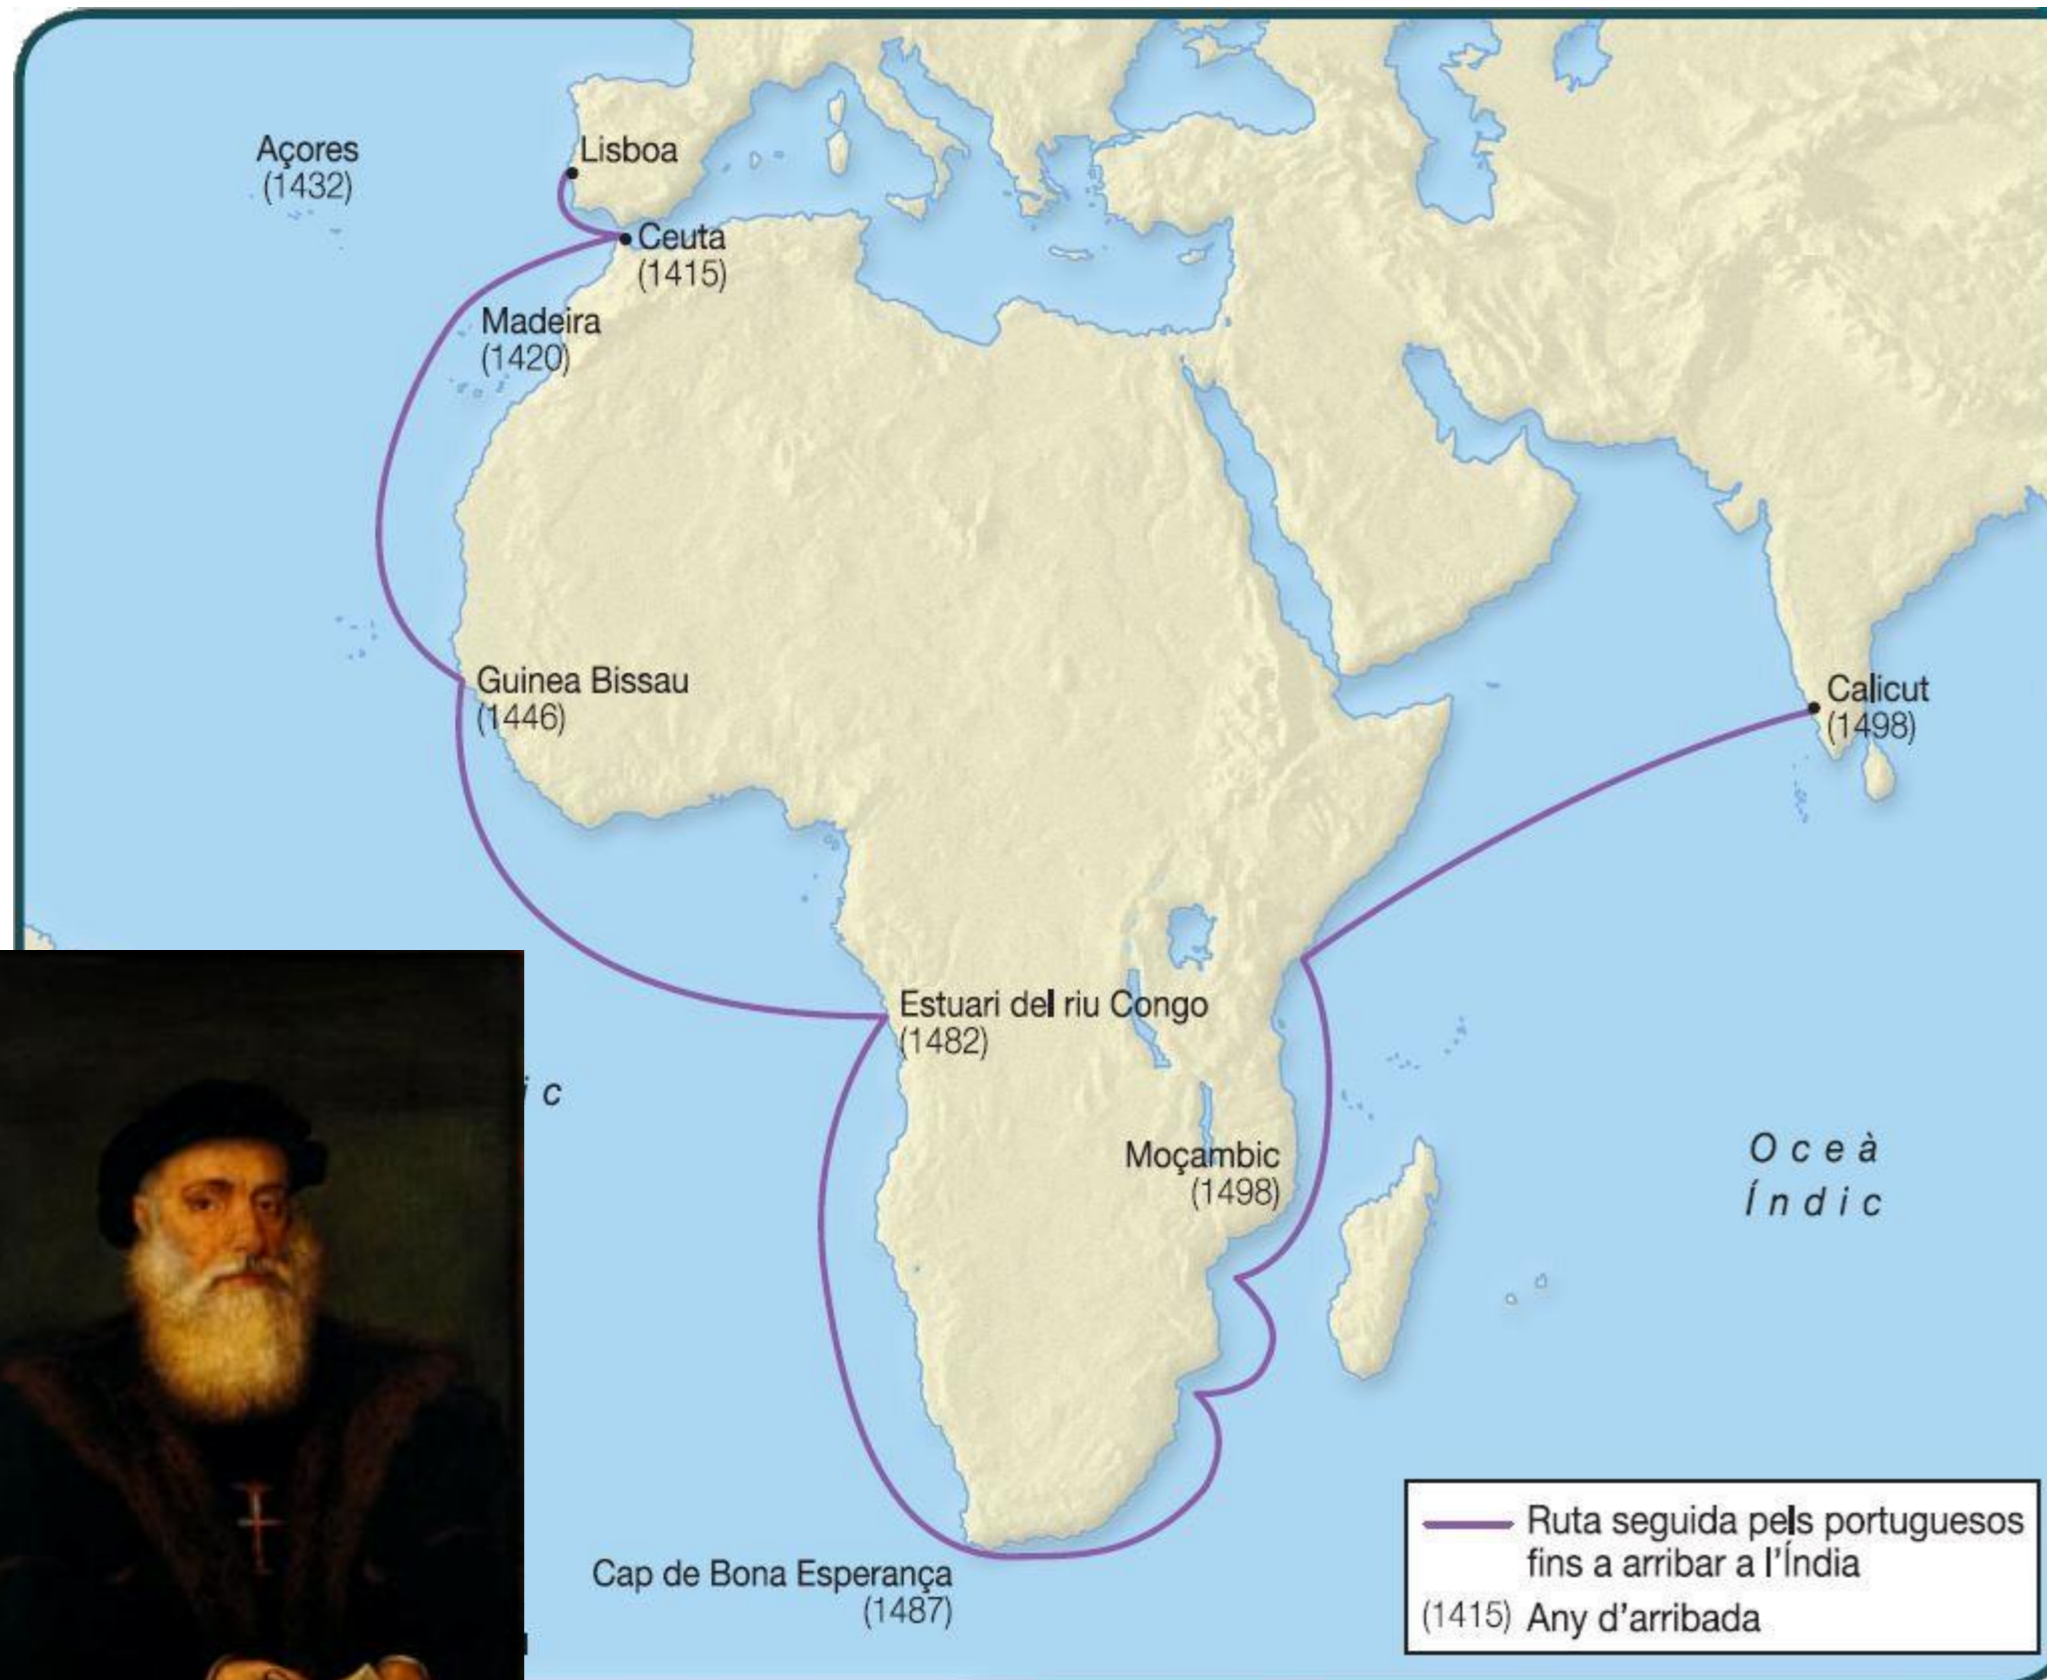 Açores
(1432)
Lisboa
Ceuta
(1415)
Madeira
(1420)
Guinea Bissau
(1446)
Calicut
(1498)
Estuari del riu Congo
(1482)
i c
Moçambic
(1498)
Oceà
Índic
Cap de Bona Esperança
(1487)
Ruta seguida pels portuguesos
fins a arribar a l'Índia
(1415) Any d'arribada